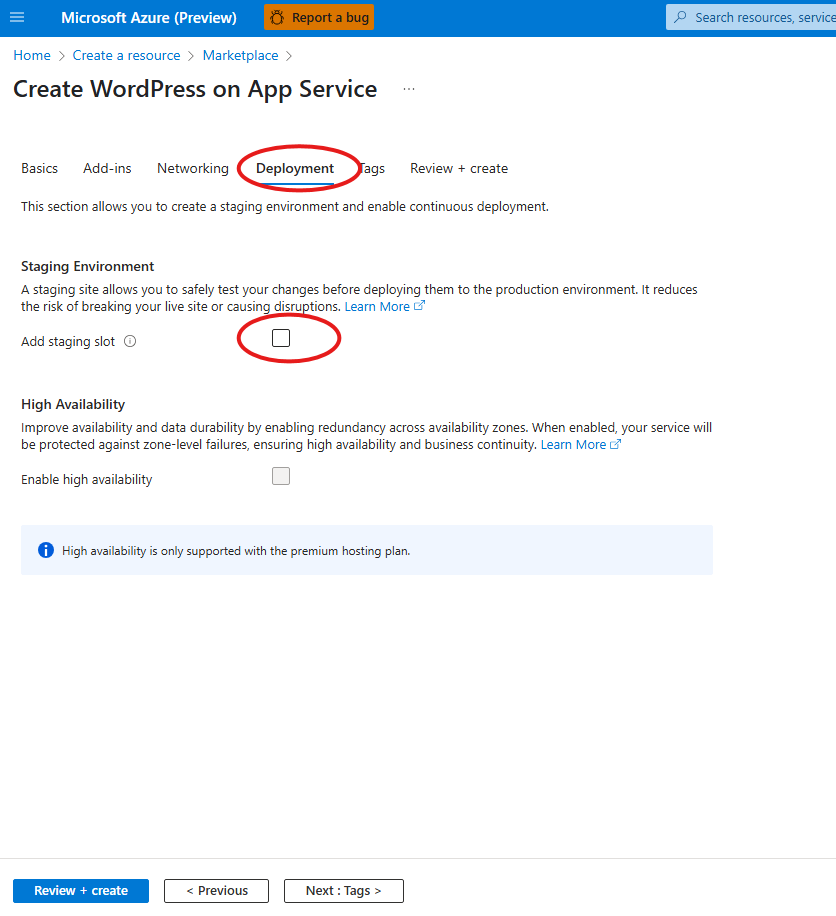 Microsoft Azure (Preview)
Report a bug
Search resources, service
Home > Create a resource > Marketplace >
Create WordPress on App Service ...
Basics Add-ins Networking Deployment Tags Review + create
This section allows you to create a staging environment and enable continuous deployment.
Staging Environment
A staging site allows you to safely test your changes before deploying them to the production environment. It reduces
the risk of breaking your live site or causing disruptions. Learn More
Add staging slot
High Availability
Improve availability and data durability by enabling redundancy across availability zones. When enabled, your service will
be protected against zone-level failures, ensuring high availability and business continuity. Learn More
Enable high availability
High availability is only supported with the premium hosting plan.
Review + create
< Previous
Next : Tags >